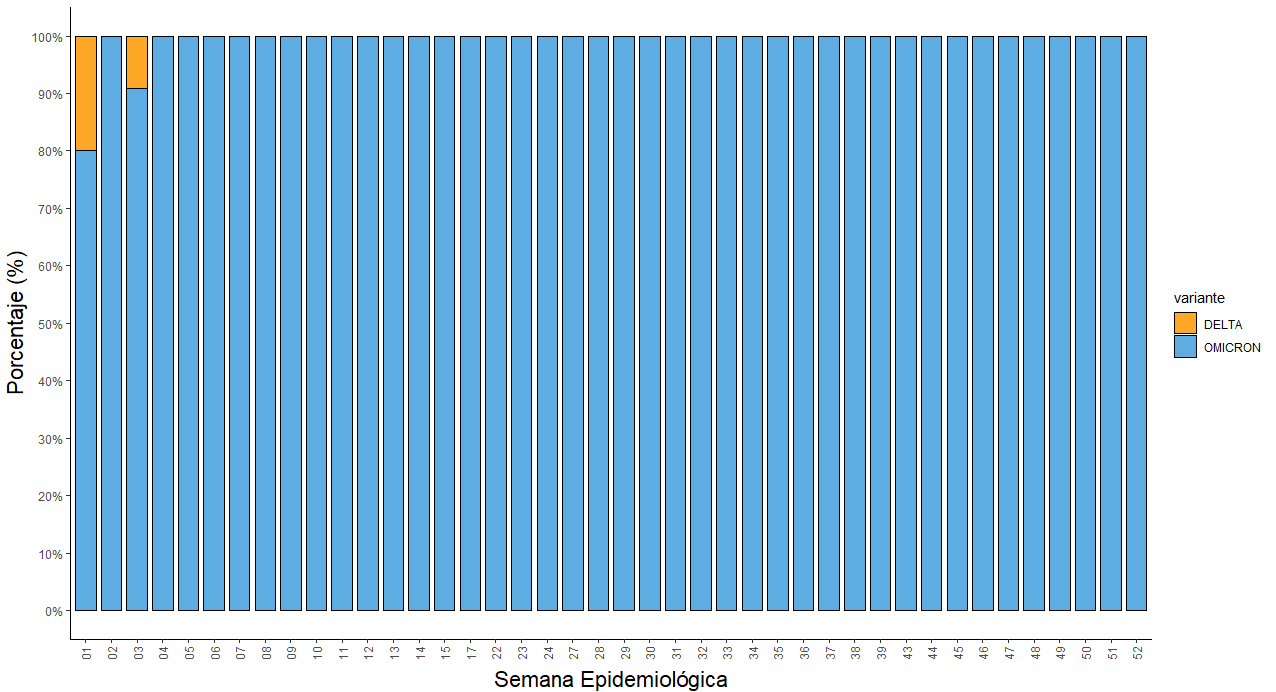 Porcentaje (%)
100%
90%
80%
70%
60%
50%
40%
30%
20%
10%
0%
01 02 03 04 05 06 07 08 09 10 11 12 13 14 15 17 22 23 24 27 28 29 30 31 32 33 34 35 36 37 38 39 43 44 45 46 47 48 49 50 51 52
Semana Epidemiológica
variante
DELTA
OMICRON